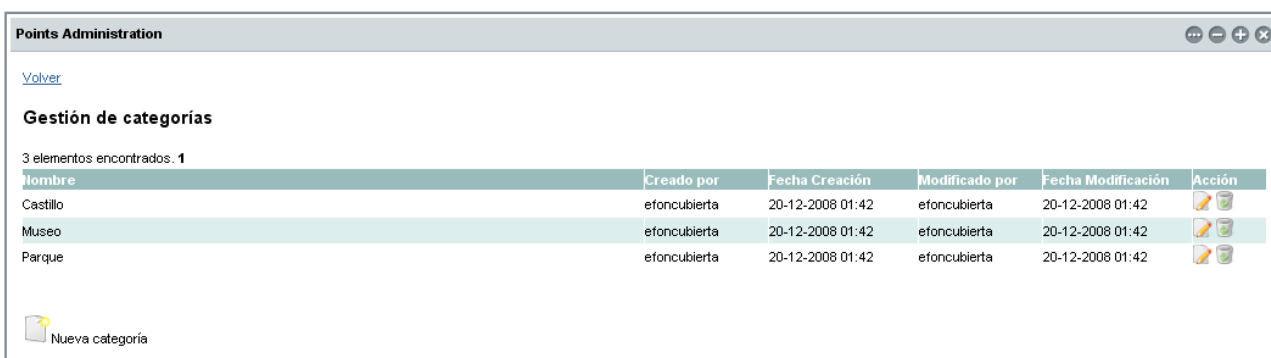 Points Administration
Volver
Gestión de categorías
3 elementos encontrados. 1
Nombre Creado por Fecha Creación Modificado por Fecha Modificación Acción
Castillo efoncubierta 20-12-2008 01:42 efoncubierta 20-12-2008 01:42
Museo efoncubierta 20-12-2008 01:42 efoncubierta 20-12-2008 01:42
Parque efoncubierta 20-12-2008 01:42 efoncubierta 20-12-2008 01:42
Nueva categoría